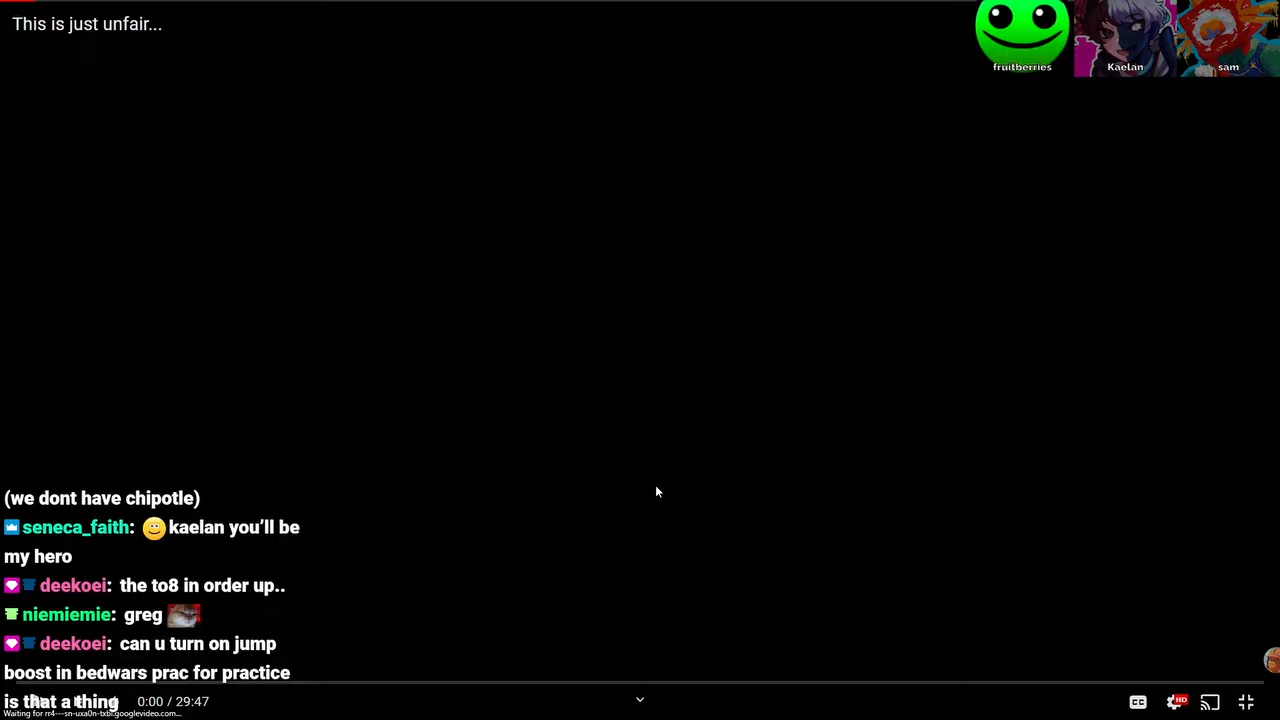 This is just unfair...
fruitberries
Kaelan
sam
(we dont have chipotle)
seneca_faith: kaelan you’ll be
my hero
deekoei: the to8 in order up..
niemiemie: greg
deekoei: can u turn on jump
boost in bedwars prac for practice
is that a thing
0:00 / 29:47
CC
HD